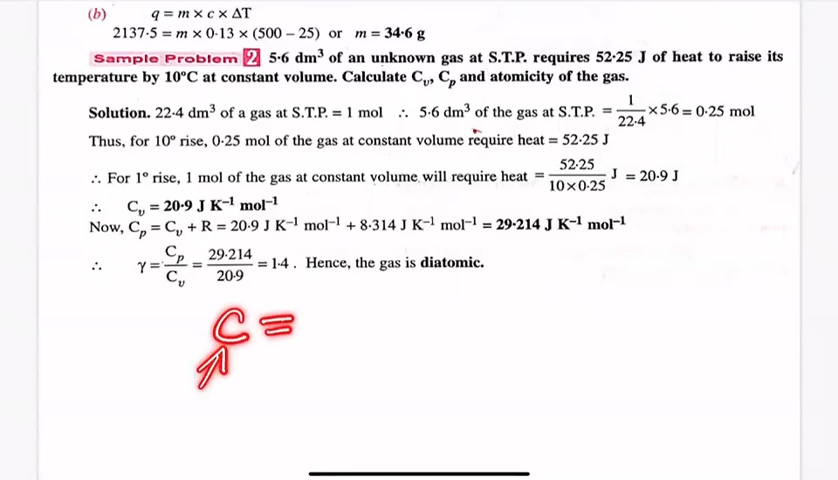 (b) q = m × c × ΔT
2137·5 = m × 0·13 × (500 – 25) or m = 34·6 g
Sample Problem 2 5·6 dm³ of an unknown gas at S.T.P. requires 52·25 J of heat to raise its
temperature by 10°C at constant volume. Calculate Cᵥ, Cₚ and atomicity of the gas.
Solution. 22·4 dm³ of a gas at S.T.P. = 1 mol ∴ 5·6 dm³ of the gas at S.T.P. = 1/22·4 ×5·6 = 0·25 mol
Thus, for 10° rise, 0·25 mol of the gas at constant volume require heat = 52·25 J
∴ For 1° rise, 1 mol of the gas at constant volume will require heat = 52·25/10×0·25 J = 20·9 J
∴ Cᵥ = 20·9 J K⁻¹ mol⁻¹
Now, Cₚ = Cᵥ + R = 20·9 J K⁻¹ mol⁻¹ + 8·314 J K⁻¹ mol⁻¹ = 29·214 J K⁻¹ mol⁻¹
∴ γ = Cₚ/Cᵥ = 29·214/20·9 = 1·4 . Hence, the gas is diatomic.
C =